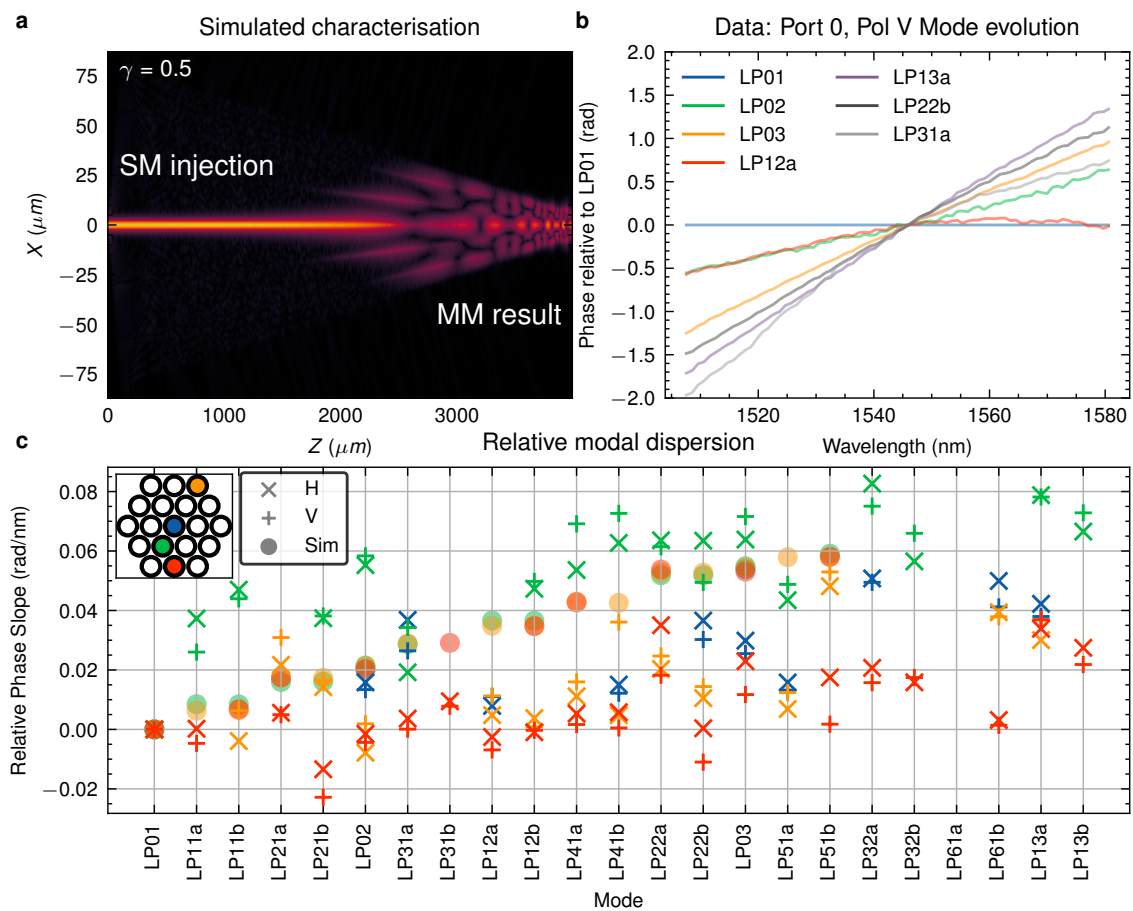 a
Simulated characterisation
γ = 0.5
SM injection
MM result
75
50
25
0
−25
−50
−75
X (μm)
0
1000
2000
3000
Z (μm)
b
Data: Port 0, Pol V Mode evolution
LP01
LP02
LP03
LP12a
LP13a
LP22b
LP31a
2.0
1.5
1.0
0.5
0.0
−0.5
−1.0
−1.5
−2.0
Phase relative to LP01 (rad)
1520
1540
1560
1580
Wavelength (nm)
c
Relative modal dispersion
H
V
Sim
0.08
0.06
0.04
0.02
0.00
−0.02
Relative Phase Slope (rad/nm)
LP01
LP11a
LP11b
LP21a
LP21b
LP02
LP31a
LP31b
LP12a
LP12b
LP41a
LP41b
LP22a
LP22b
LP03
LP51a
LP51b
LP32a
LP32b
LP61a
LP61b
LP13a
LP13b
Mode